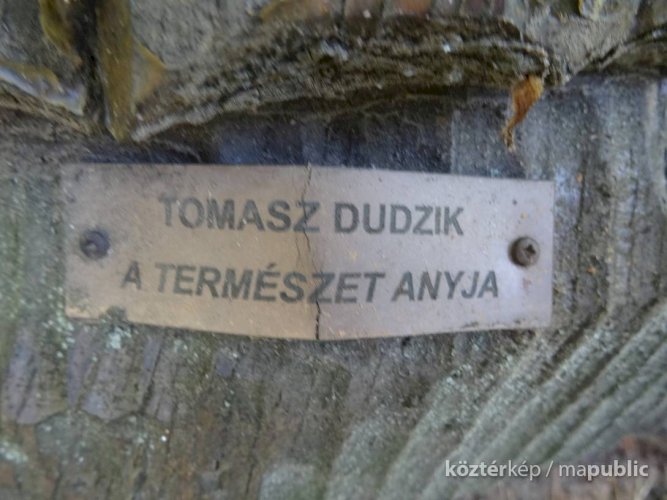 TOMASZ DUDZIK
A TERMÉSZET ANYJA
köztérkép / mapublic